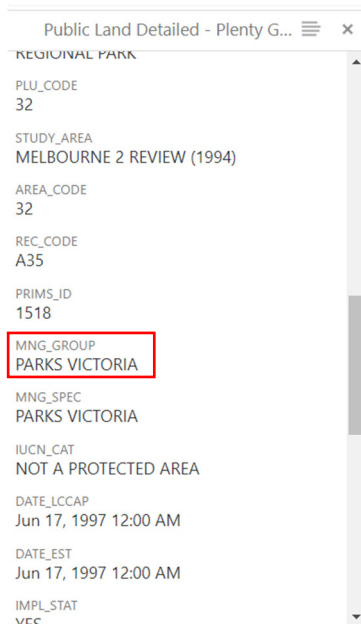 Public Land Detailed - Plenty G...
REGIONAL PARK
PLU_CODE
32
STUDY_AREA
MELBOURNE 2 REVIEW (1994)
AREA_CODE
32
REC_CODE
A35
PRIMS_ID
1518
MNG_GROUP
PARKS VICTORIA
MNG_SPEC
PARKS VICTORIA
IUCN_CAT
NOT A PROTECTED AREA
DATE_LCCAP
Jun 17, 1997 12:00 AM
DATE_EST
Jun 17, 1997 12:00 AM
IMPL_STAT
YES